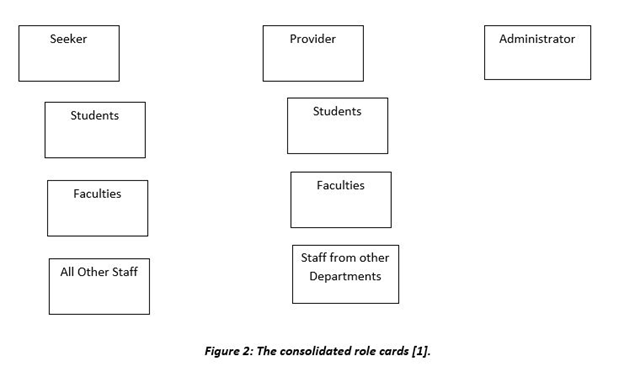 Seeker
Provider
Administrator
Students
Students
Faculties
Faculties
All Other Staff
Staff from other
Departments
Figure 2: The consolidated role cards [1].